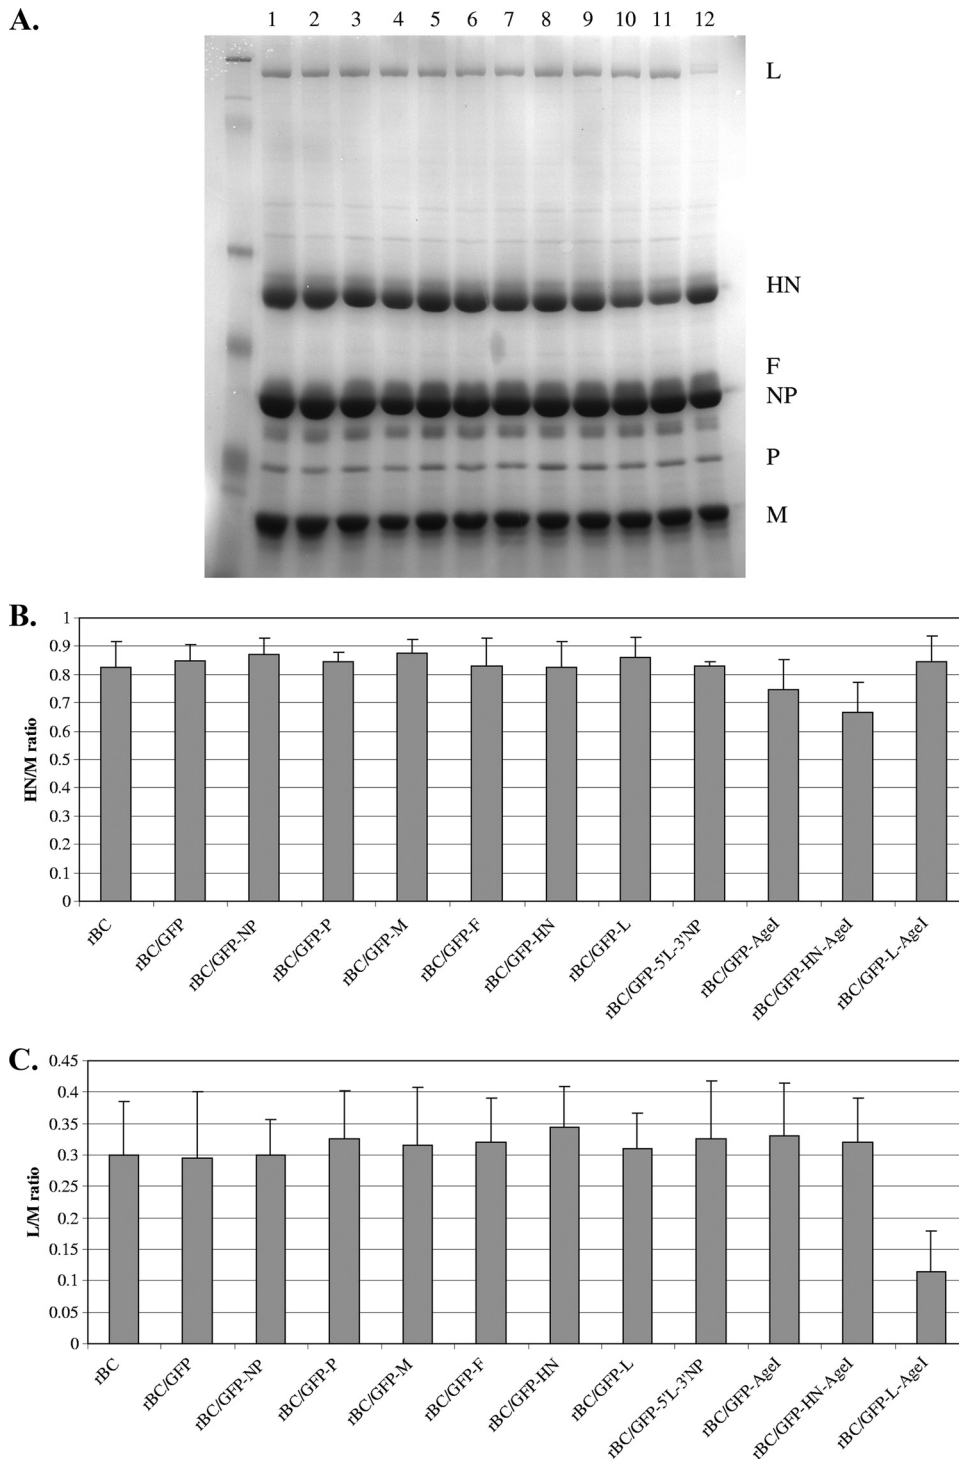 A.
1 2 3 4 5 6 7 8 9 10 11 12
L
HN
F
NP
P
M
B.
HN/M ratio
1
0.9
0.8
0.7
0.6
0.5
0.4
0.3
0.2
0.1
0
rBC rBC/GFP rBC/GFP-NP rBC/GFP-P rBC/GFP-M rBC/GFP-F rBC/GFP-HN rBC/GFP-L rBC/GFP-5'L-3'NP rBC/GFP-AgeI rBC/GFP-HN-AgeI rBC/GFP-L-AgeI
C.
L/M ratio
0.45
0.4
0.35
0.3
0.25
0.2
0.15
0.1
0.05
0
rBC rBC/GFP rBC/GFP-NP rBC/GFP-P rBC/GFP-M rBC/GFP-F rBC/GFP-HN rBC/GFP-L rBC/GFP-5'L-3'NP rBC/GFP-AgeI rBC/GFP-HN-AgeI rBC/GFP-L-AgeI